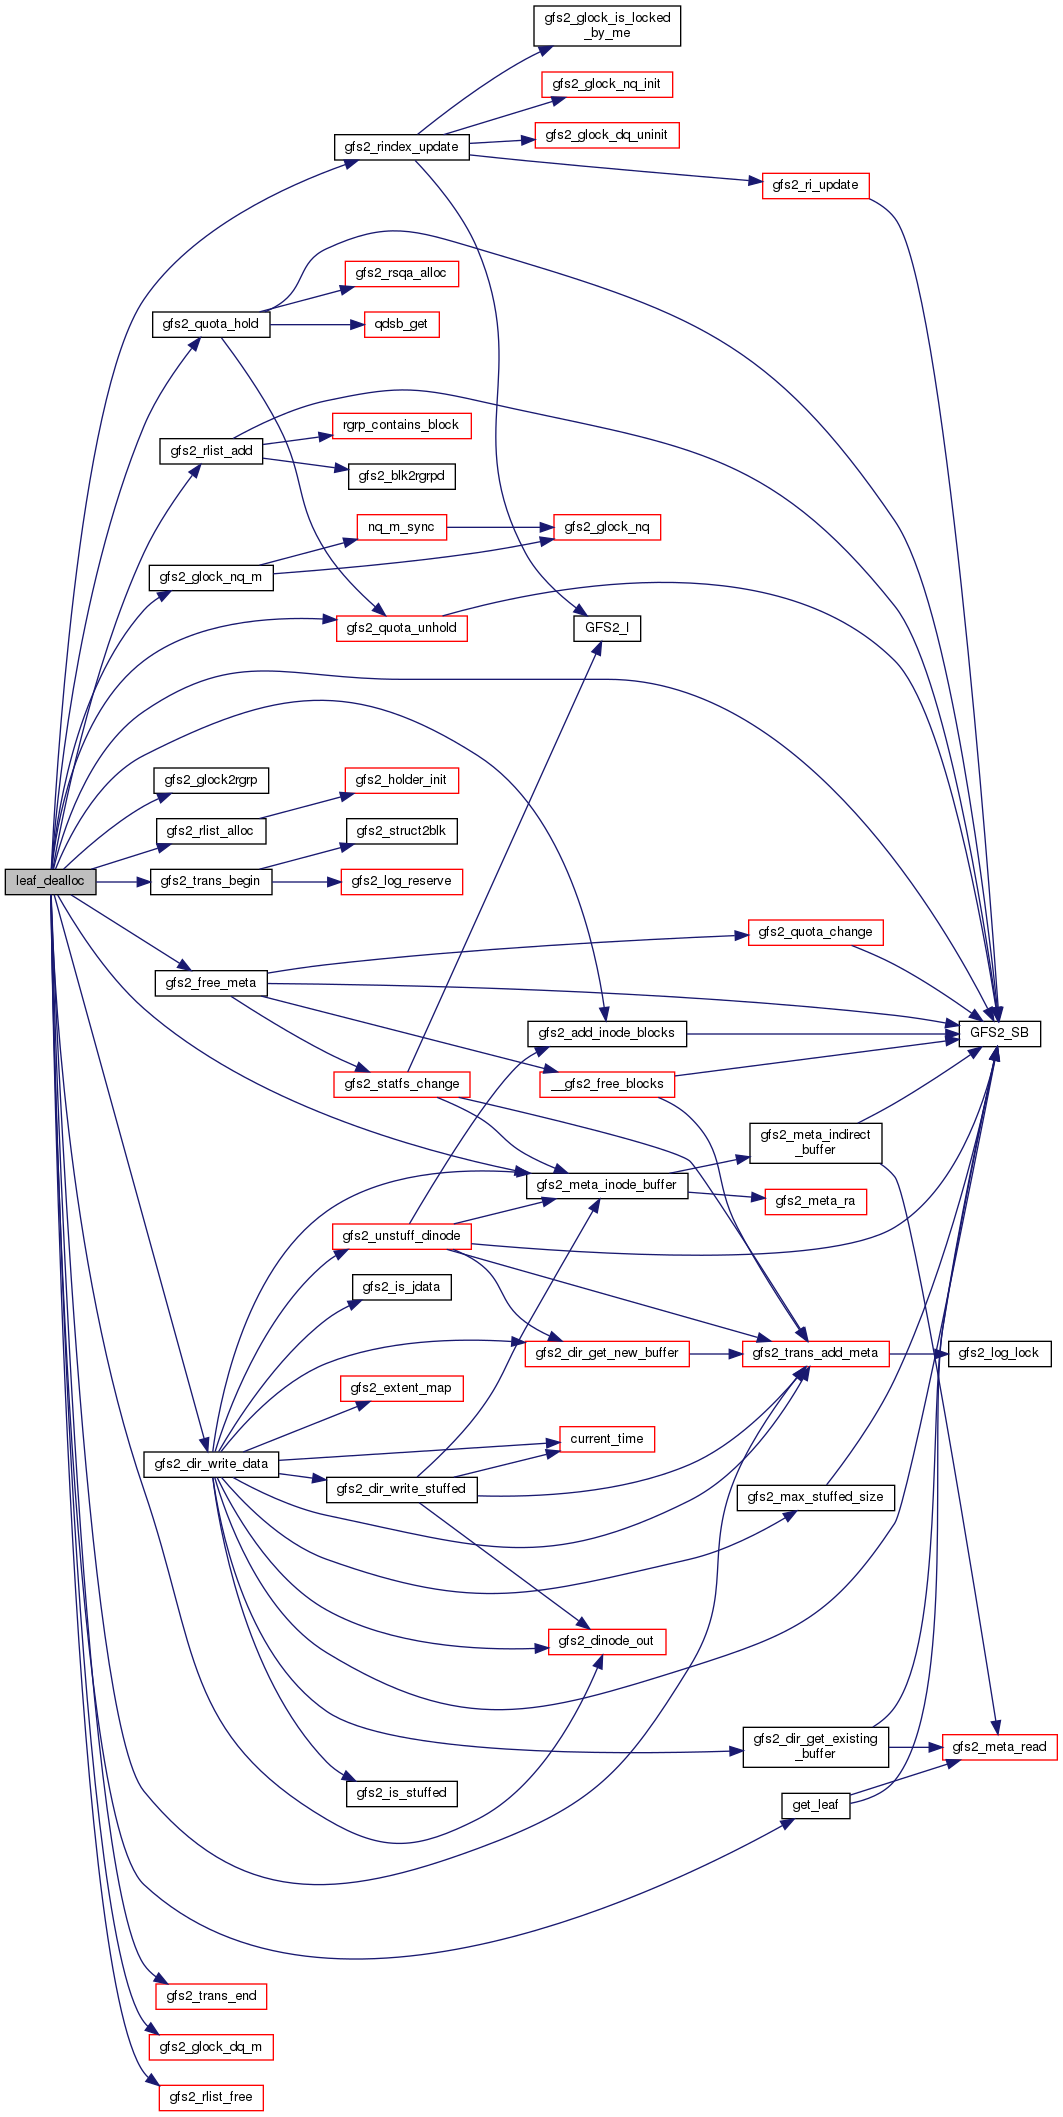 gfs2_glock_is_locked
_by_me
gfs2_glock_nq_init
gfs2_glock_dq_uninit
gfs2_rindex_update
gfs2_ri_update
gfs2_rsqa_alloc
gfs2_quota_hold
qdsb_get
rgrp_contains_block
gfs2_rlist_add
gfs2_blk2rgrpd
nq_m_sync
gfs2_glock_nq
gfs2_glock_nq_m
gfs2_quota_unhold
GFS2_I
gfs2_glock2rgrp
gfs2_holder_init
gfs2_rlist_alloc
gfs2_struct2blk
leaf_dealloc
gfs2_trans_begin
gfs2_log_reserve
gfs2_quota_change
gfs2_free_meta
gfs2_add_inode_blocks
GFS2_SB
gfs2_statfs_change
__gfs2_free_blocks
gfs2_meta_indirect
_buffer
gfs2_meta_inode_buffer
gfs2_meta_ra
gfs2_unstuff_dinode
gfs2_is_jdata
gfs2_dir_get_new_buffer
gfs2_trans_add_meta
gfs2_log_lock
gfs2_extent_map
current_time
gfs2_dir_write_data
gfs2_dir_write_stuffed
gfs2_max_stuffed_size
gfs2_dinode_out
gfs2_dir_get_existing
_buffer
gfs2_meta_read
gfs2_is_stuffed
get_leaf
gfs2_trans_end
gfs2_glock_dq_m
gfs2_rlist_free